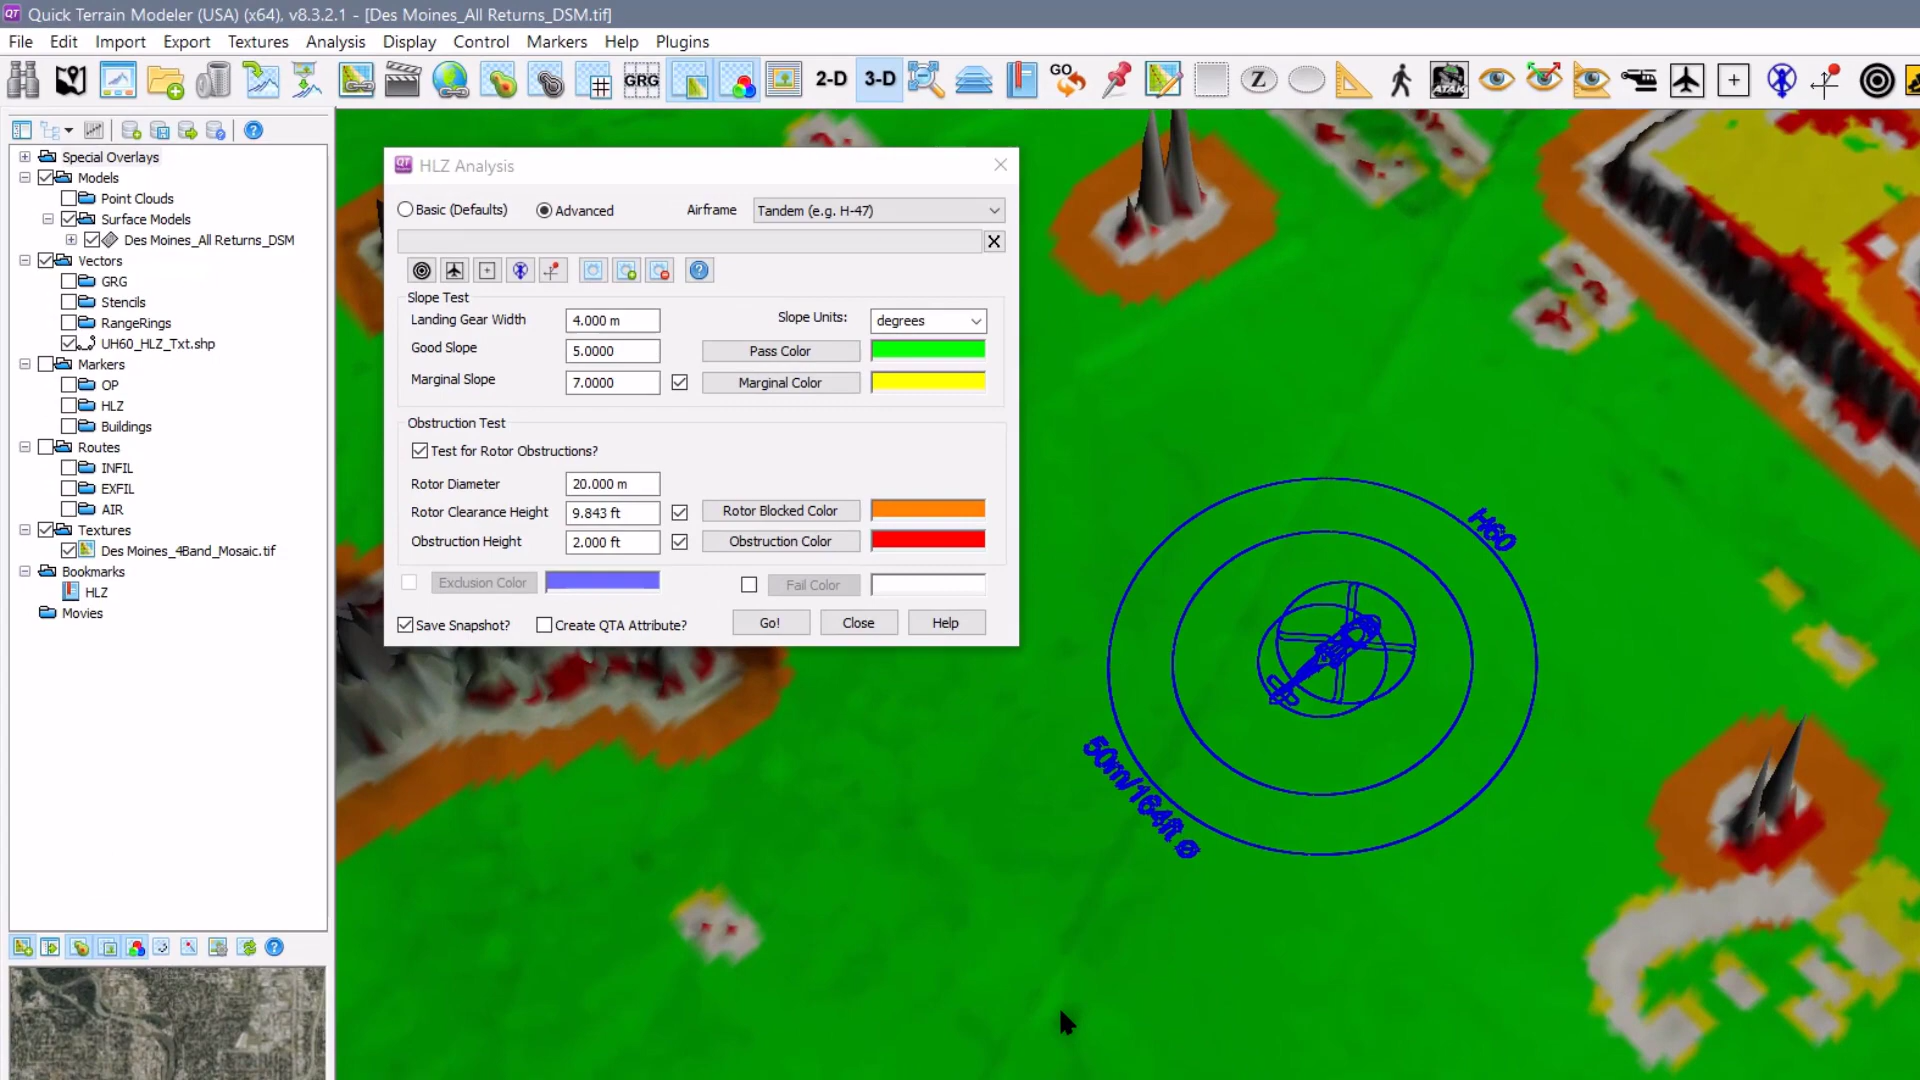 Quick Terrain Modeler (USA) (x64), v8.3.2.1 - [Des Moines_All Returns_DSM.tif]
File Edit Import Export Textures Analysis Display Control Markers Help Plugins
GRG 2-D 3-D GO Z ATAK
Special Overlays
Models
Point Clouds
Surface Models
Des Moines_All Returns_DSM
Vectors
GRG
Stencils
RangeRings
UH60_HLZ_Txt.shp
Markers
OP
HLZ
Buildings
Routes
INFIL
EXFIL
AIR
Textures
Des Moines_4Band_Mosaic.tif
Bookmarks
HLZ
Movies
QT HLZ Analysis
Basic (Defaults) Advanced Airframe Tandem (e.g. H-47)
X
Slope Test
Landing Gear Width 4.000 m Slope Units: degrees
Good Slope 5.0000 Pass Color
Marginal Slope 7.0000 Marginal Color
Obstruction Test
Test for Rotor Obstructions?
Rotor Diameter 20.000 m
Rotor Clearance Height 9.843 ft Rotor Blocked Color
Obstruction Height 2.000 ft Obstruction Color
Exclusion Color Fail Color
Save Snapshot? Create QTA Attribute? Go! Close Help
H60
50m/164ft Ø